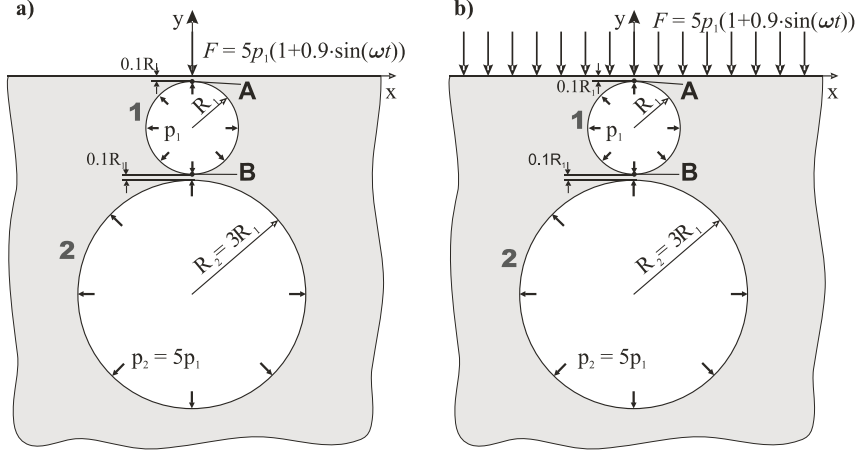 a)
y
F = 5p₁(1+0.9·sin(ωt))
0.1R₁
A
x
1
R₁
p₁
0.1R₁
B
2
R₂ = 3R₁
p₂ = 5p₁
b)
y
F = 5p₁(1+0.9·sin(ωt))
0.1R₁
A
x
1
R₁
p₁
0.1R₁
B
2
R₂ = 3R₁
p₂ = 5p₁